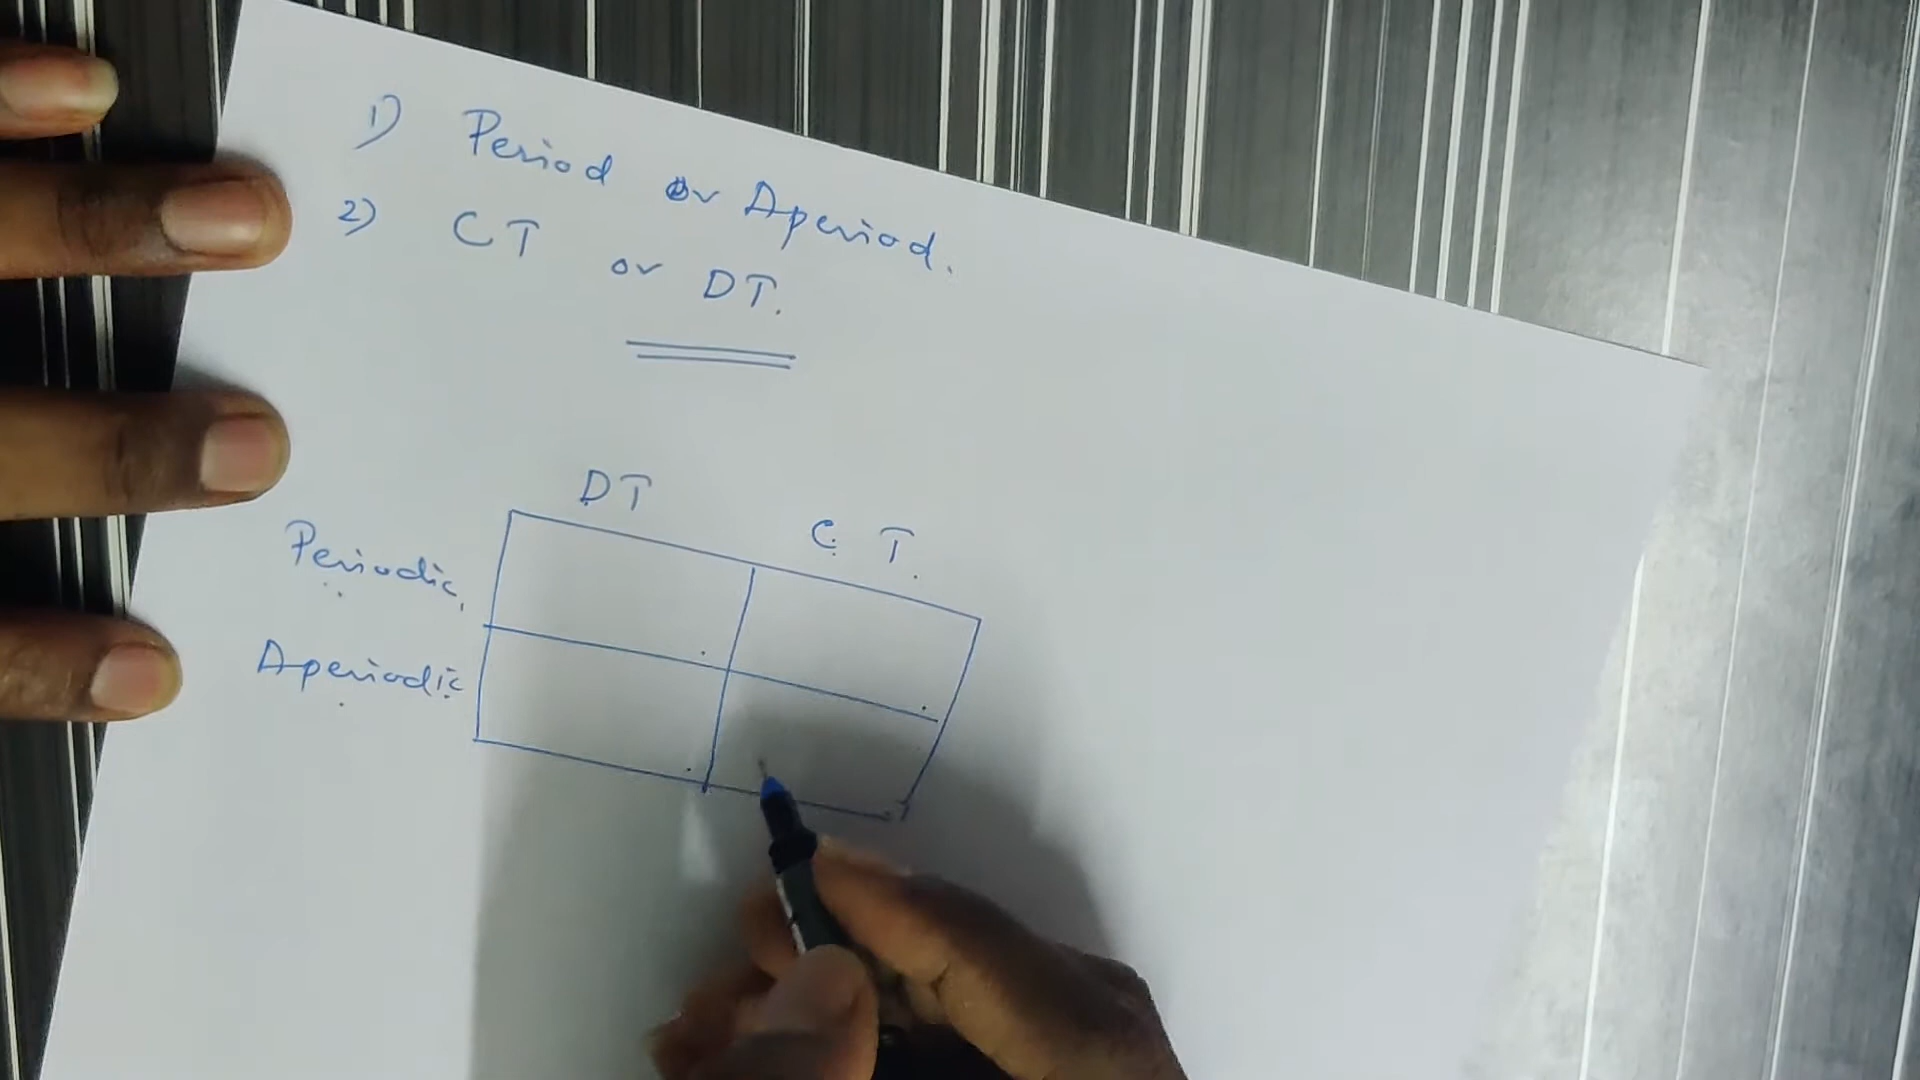 1) Period or Aperiod.
2) CT or DT.
DT C T.
Periodic
Aperiodic